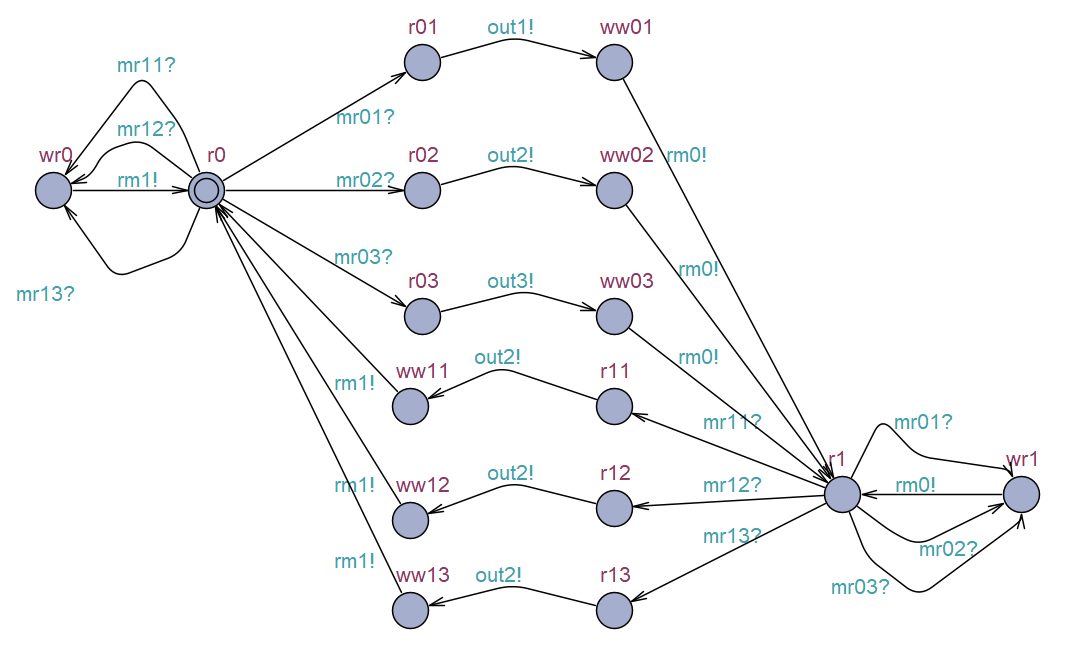 r01
out1!
ww01
mr11?
mr01?
mr12?
wr0
r0
r02
out2!
ww02
rm0!
rm1!
mr02?
mr03?
r03
out3!
ww03
rm0!
mr13?
ww11
out2!
r11
rm0!
rm1!
mr11?
mr01?
r1
wr1
rm1!
ww12
out2!
r12
mr12?
rm0!
mr13?
mr02?
rm1!
ww13
out2!
r13
mr03?